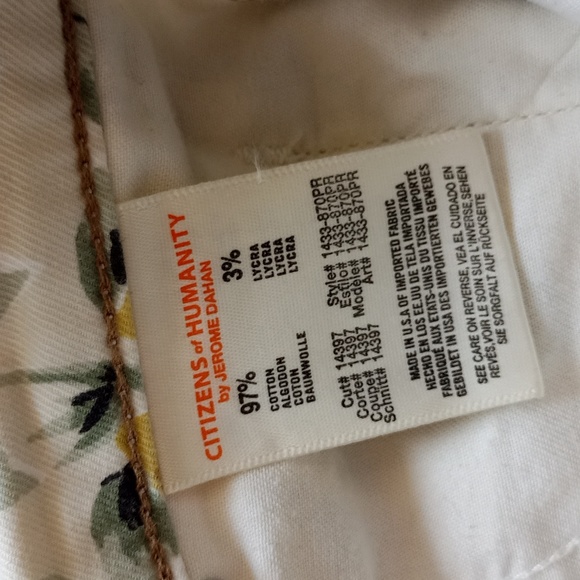 CITIZENS of HUMANITY
by JEROME DAHAN
97% 3%
COTTON LYCRA
ALGODON LYCRA
COTON LYCRA
BAUMWOLLE LYCRA
Cut# 14397 Style# 1433-870PR
Corte# 14397 Estilo# 1433-870PR
Coupe# 14397 Modele# 1433-870PR
Schnitt# 14397 Art# 1433-870PR
MADE IN U.S.A OF IMPORTED FABRIC
HECHO EN LOS EE.UU DE TELA IMPORTADA
FABRIQUE AUX ETATS-UNIS DU TISSU IMPORTÉ
GEBILDET IN USA DES IMPORTIERTEN GEWEBES
SEE CARE ON REVERSE, VEA EL CUIDADO EN
REVÉS, VOIR LE SOIN SUR L'INVERSE, SEHEN
SIE SORGFALT AUF RÜCKSEITE